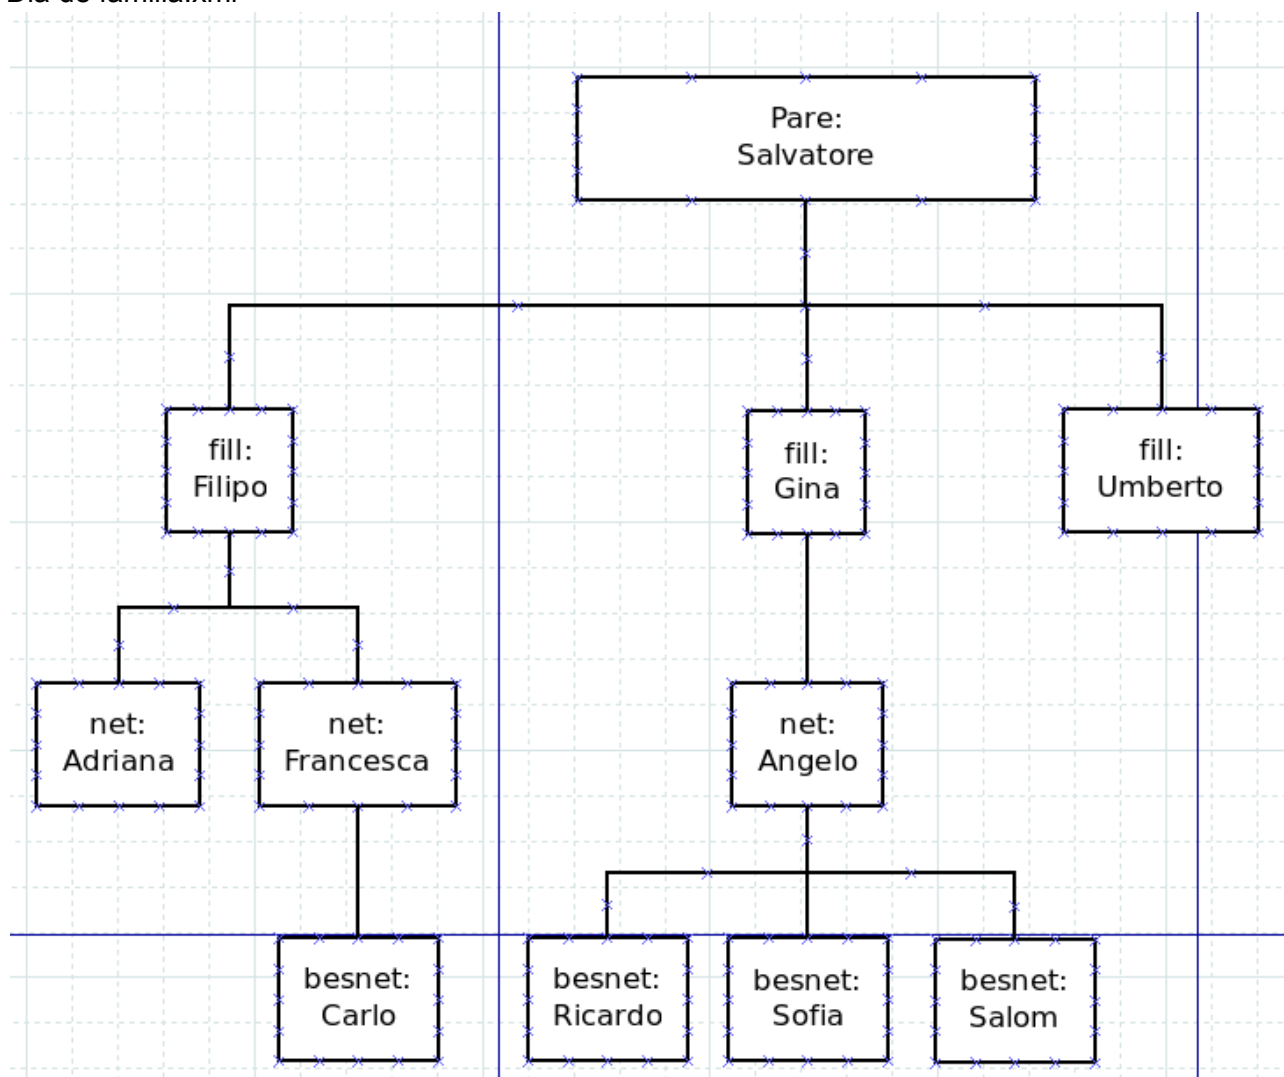 Pare:
Salvatore
fill:
Filipo
fill:
Gina
fill:
Umberto
net:
Adriana
net:
Francesca
net:
Angelo
besnet:
Carlo
besnet:
Ricardo
besnet:
Sofia
besnet:
Salom